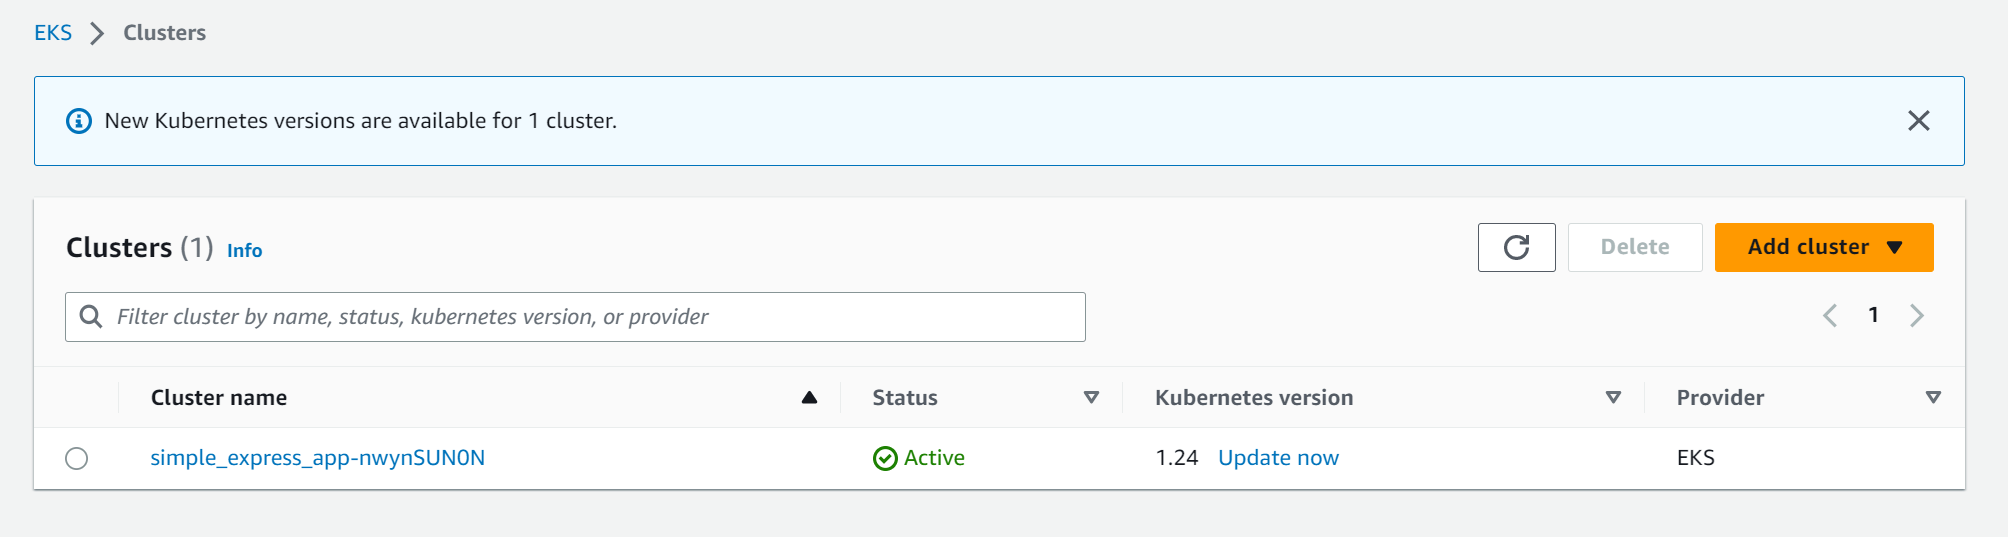 EKS > Clusters
New Kubernetes versions are available for 1 cluster.
Clusters (1) Info
Delete
Add cluster
Filter cluster by name, status, kubernetes version, or provider
1
Cluster name Status Kubernetes version Provider
simple_express_app-nwynSUN0N Active 1.24 Update now EKS